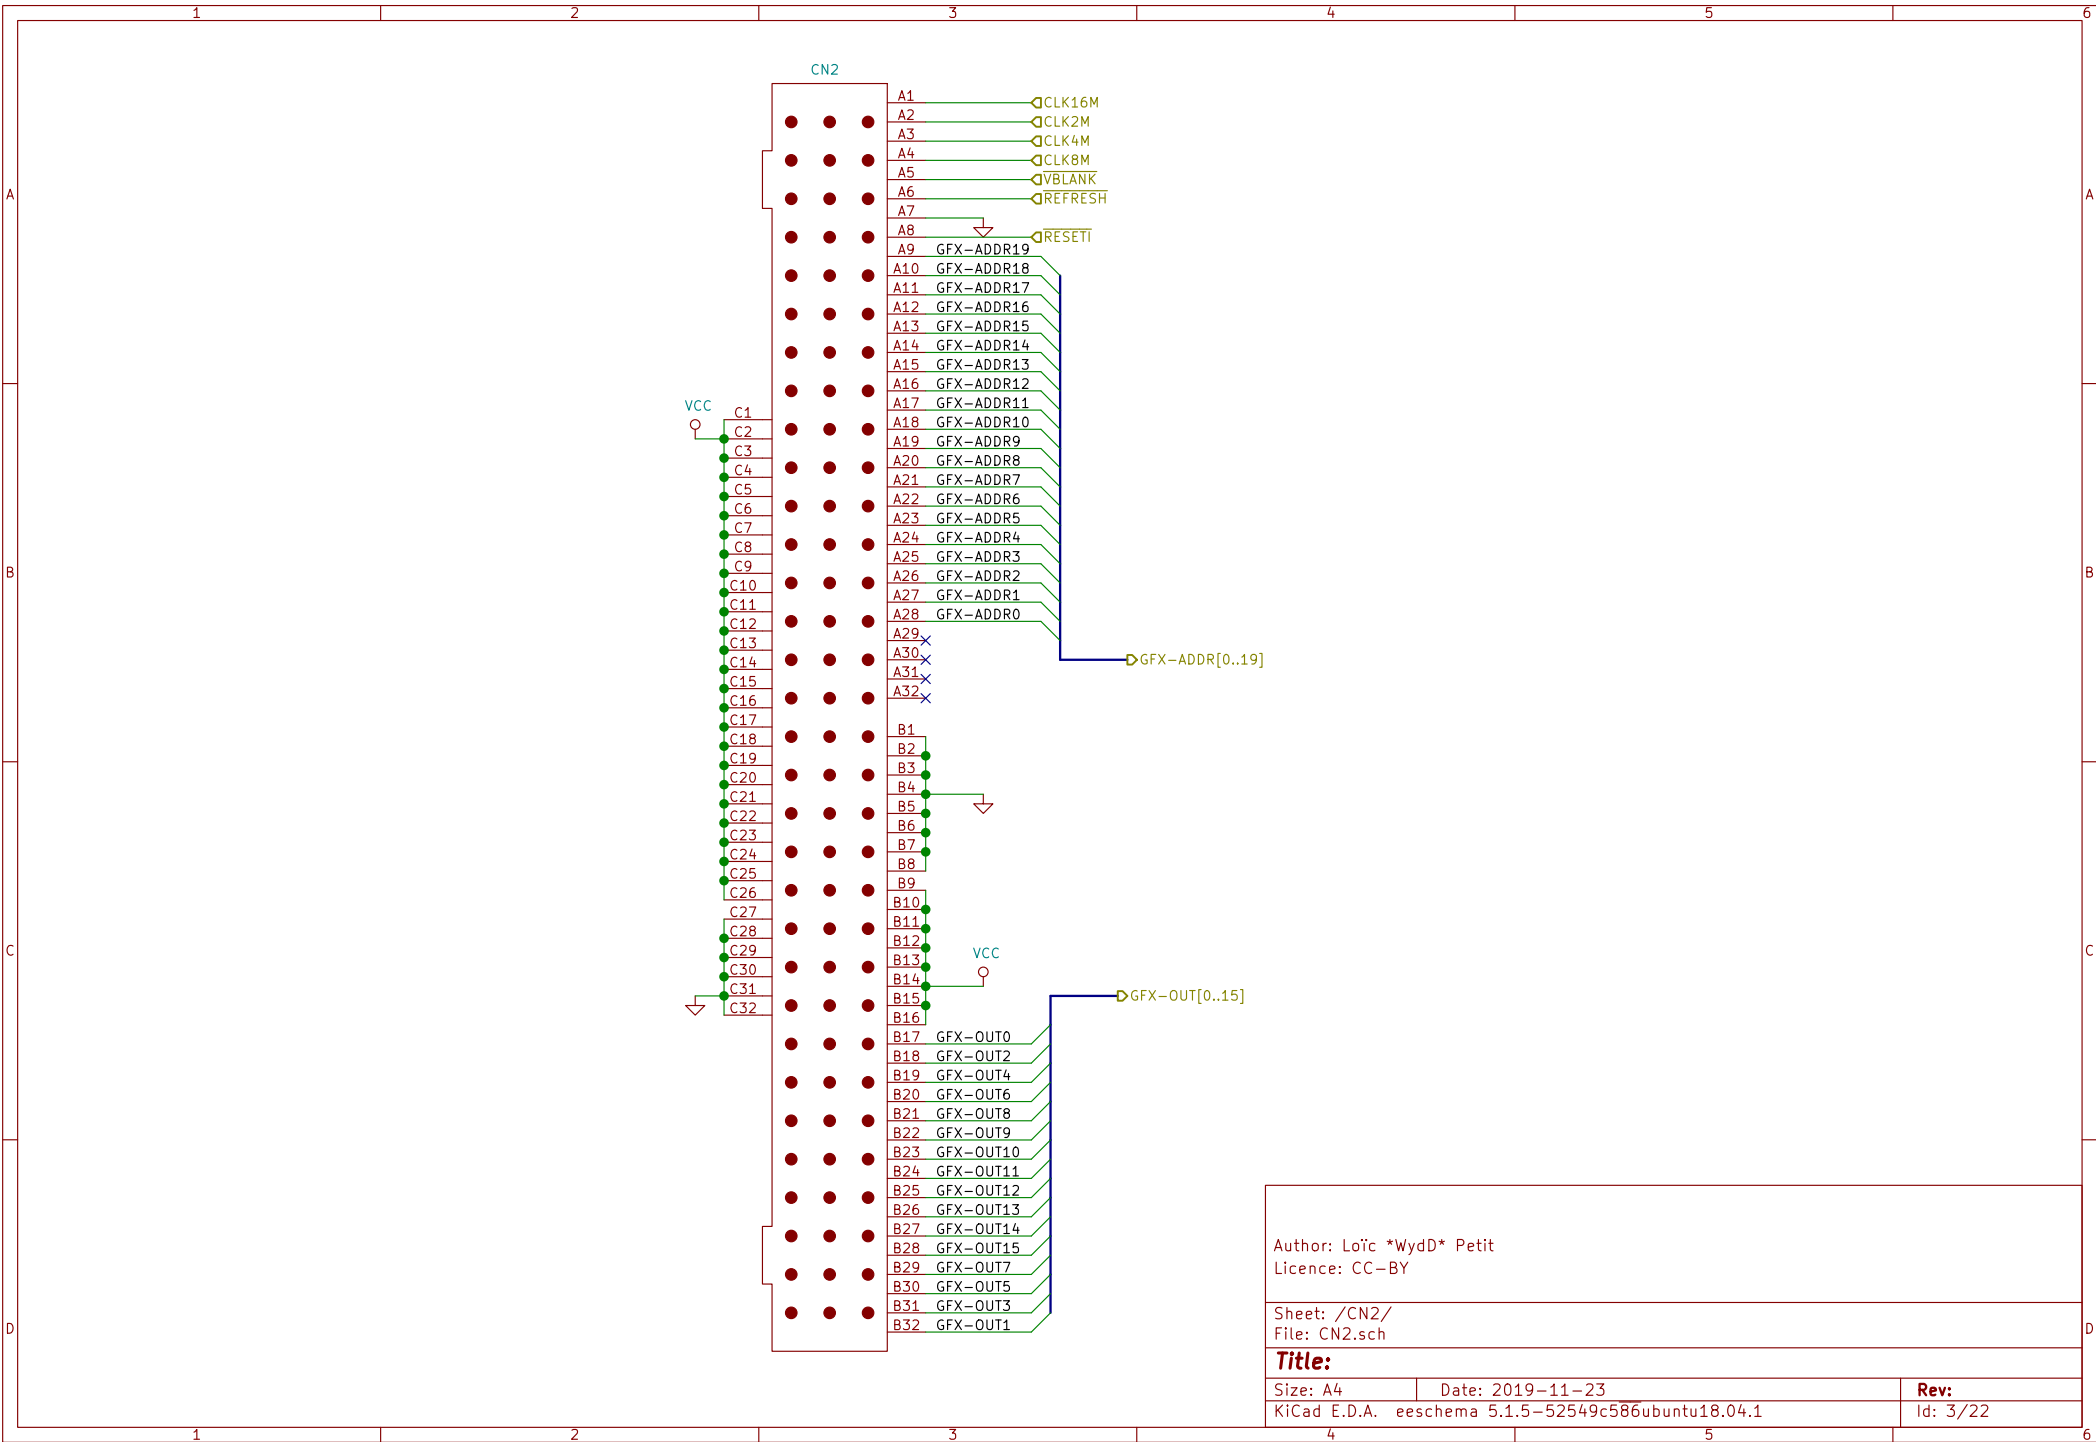 1 2 3 4 5 6
CN2
A1 CLK16M
A2 CLK2M
A3 CLK4M
A4 CLK8M
A5 VBLANK
A6 REFRESH
A A7 A
A8 RESETI
A9 GFX-ADDR19
A10 GFX-ADDR18
A11 GFX-ADDR17
A12 GFX-ADDR16
A13 GFX-ADDR15
A14 GFX-ADDR14
A15 GFX-ADDR13
A16 GFX-ADDR12
A17 GFX-ADDR11
A18 GFX-ADDR10
A19 GFX-ADDR9
A20 GFX-ADDR8
A21 GFX-ADDR7
A22 GFX-ADDR6
A23 GFX-ADDR5
A24 GFX-ADDR4
A25 GFX-ADDR3
A26 GFX-ADDR2
A27 GFX-ADDR1
A28 GFX-ADDR0
A29
A30 GFX-ADDR[0..19]
A31
A32
VCC
C1
C2
C3
C4
C5
C6
C7
C8
B C9 B
C10
C11
C12
C13
C14
C15
C16
C17
C18
C19
C20
C21
C22
C23
C24
C25
C26
C27
C28
C29
C30
C31
C32
B1
B2
B3
B4
B5
B6
B7
B8
B9
B10
B11
B12
C B13 VCC C
B14
B15 GFX-OUT[0..15]
B16
B17 GFX-OUT0
B18 GFX-OUT2
B19 GFX-OUT4
B20 GFX-OUT6
B21 GFX-OUT8
B22 GFX-OUT9
B23 GFX-OUT10
B24 GFX-OUT11
B25 GFX-OUT12
B26 GFX-OUT13
B27 GFX-OUT14
B28 GFX-OUT15
B29 GFX-OUT7
B30 GFX-OUT5
B31 GFX-OUT3
B32 GFX-OUT1
D D
Author: Loïc *WydD* Petit
Licence: CC-BY
Sheet: /CN2/
File: CN2.sch
Title:
Size: A4 Date: 2019-11-23 Rev:
KiCad E.D.A. eeschema 5.1.5-52549c586ubuntu18.04.1 Id: 3/22
1 2 3 4 5 6